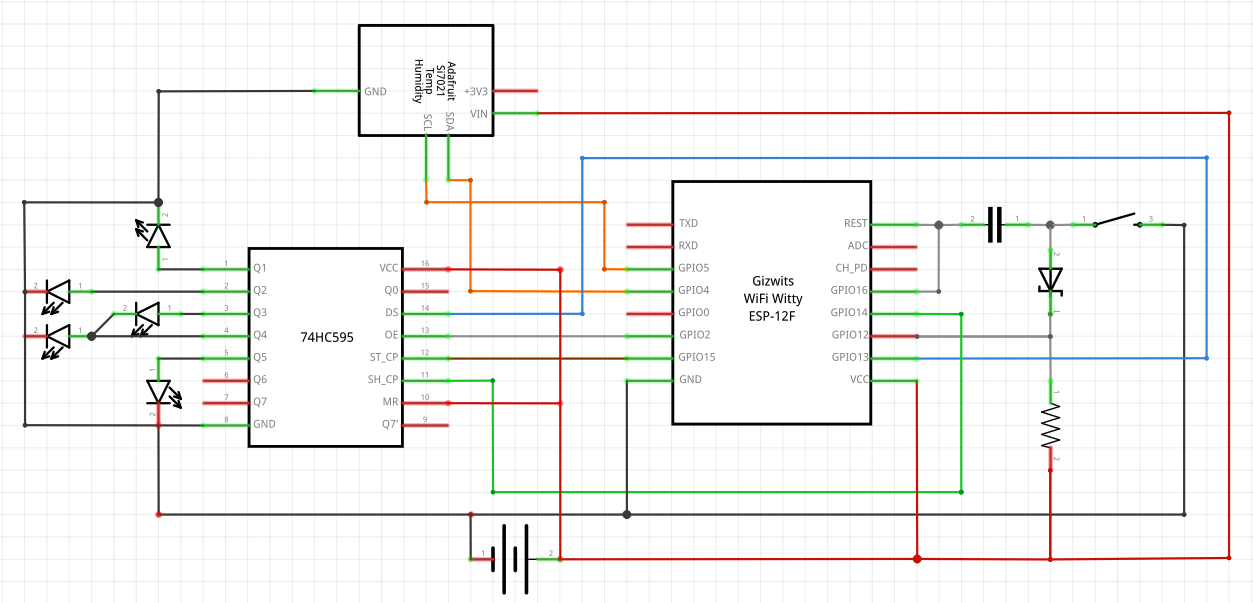 Adafruit
Si7021
Temp
Humidity
GND
+3V3
VIN
SCL
SDA
2
1
2 1
2 1
2 1
1
2
74HC595
1 Q1
2 Q2
3 Q3
4 Q4
5 Q5
6 Q6
7 Q7
8 GND
VCC 16
Q0 15
DS 14
OE 13
ST_CP 12
SH_CP 11
MR 10
Q7' 9
Gizwits
WiFi Witty
ESP-12F
TXD
RXD
GPIO5
GPIO4
GPIO0
GPIO2
GPIO15
GND
REST
ADC
CH_PD
GPIO16
GPIO14
GPIO12
GPIO13
VCC
2 1
1 3
2
1
1
2
1 2